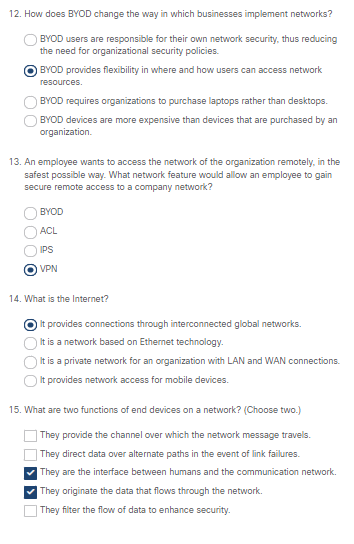 12. How does BYOD change the way in which businesses implement networks?
BYOD users are responsible for their own network security, thus reducing
the need for organizational security policies.
BYOD provides flexibility in where and how users can access network
resources.
BYOD requires organizations to purchase laptops rather than desktops.
BYOD devices are more expensive than devices that are purchased by an
organization.
13. An employee wants to access the network of the organization remotely, in the
safest possible way. What network feature would allow an employee to gain
secure remote access to a company network?
BYOD
ACL
IPS
VPN
14. What is the Internet?
It provides connections through interconnected global networks.
It is a network based on Ethernet technology.
It is a private network for an organization with LAN and WAN connections.
It provides network access for mobile devices.
15. What are two functions of end devices on a network? (Choose two.)
They provide the channel over which the network message travels.
They direct data over alternate paths in the event of link failures.
They are the interface between humans and the communication network.
They originate the data that flows through the network.
They filter the flow of data to enhance security.